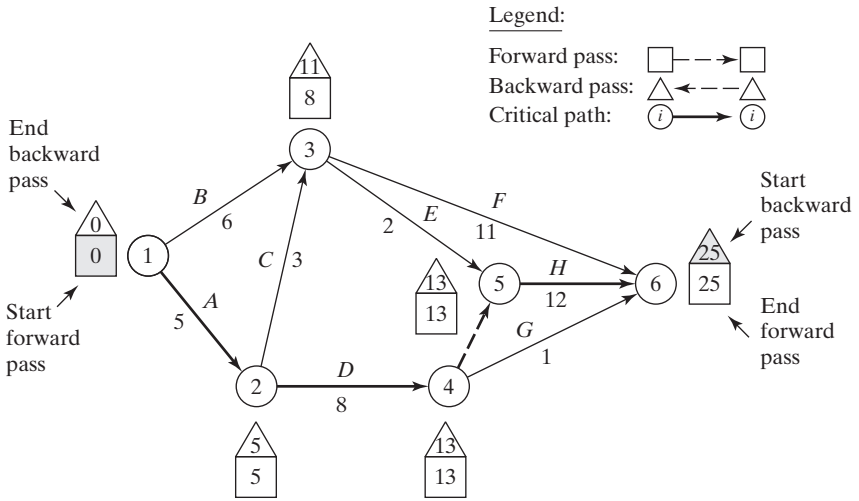 Legend:
Forward pass:
Backward pass:
Critical path: i i
11
8
3
End
backward
pass
B
6
F
11
E
2
Start
backward
pass
0
0
1
C
3
A
5
13
13
5
H
12
6
25
25
Start
forward
pass
G
1
End
forward
pass
2
D
8
4
5
5
13
13